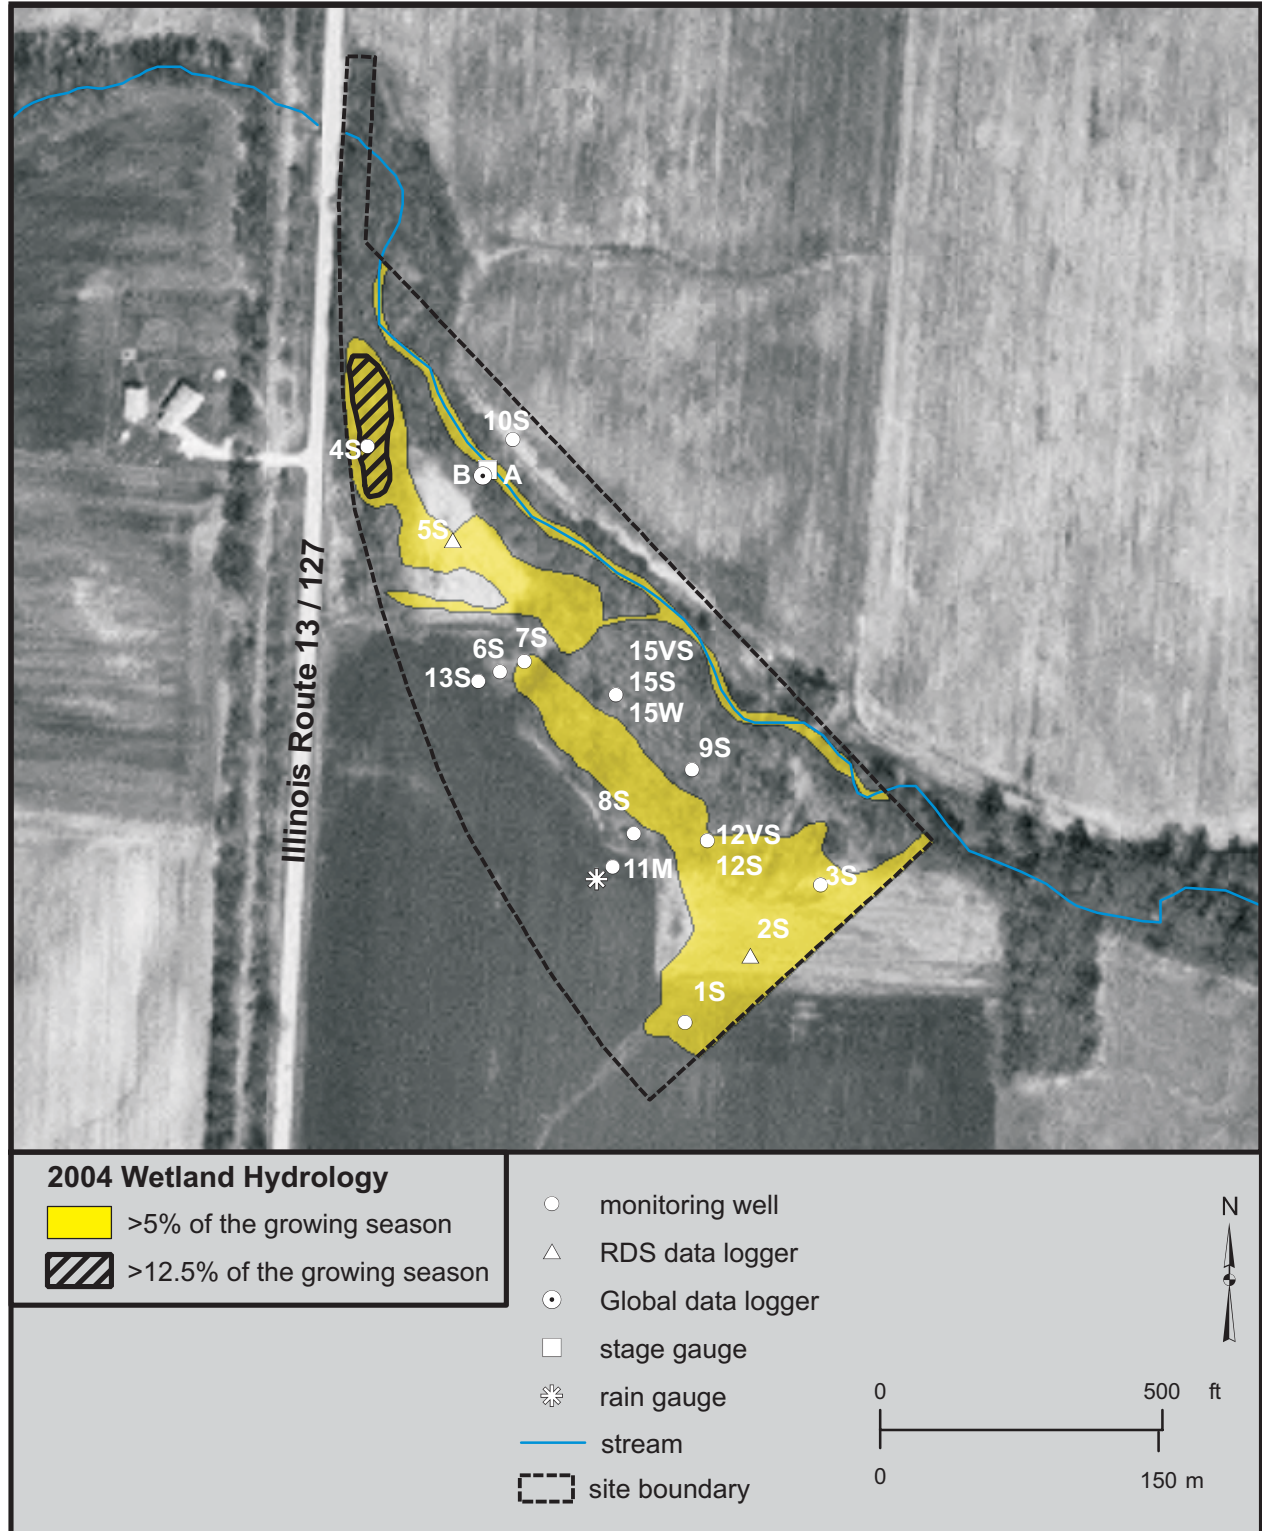 10S
4S
B
A
5S
Illinois Route 13 / 127
7S
6S
13S
15VS
15S
15W
9S
8S
12VS
12S
11M
3S
2S
1S
2004 Wetland Hydrology
>5% of the growing season
>12.5% of the growing season
monitoring well
RDS data logger
Global data logger
stage gauge
rain gauge
stream
site boundary
N
0 500 ft
0 150 m